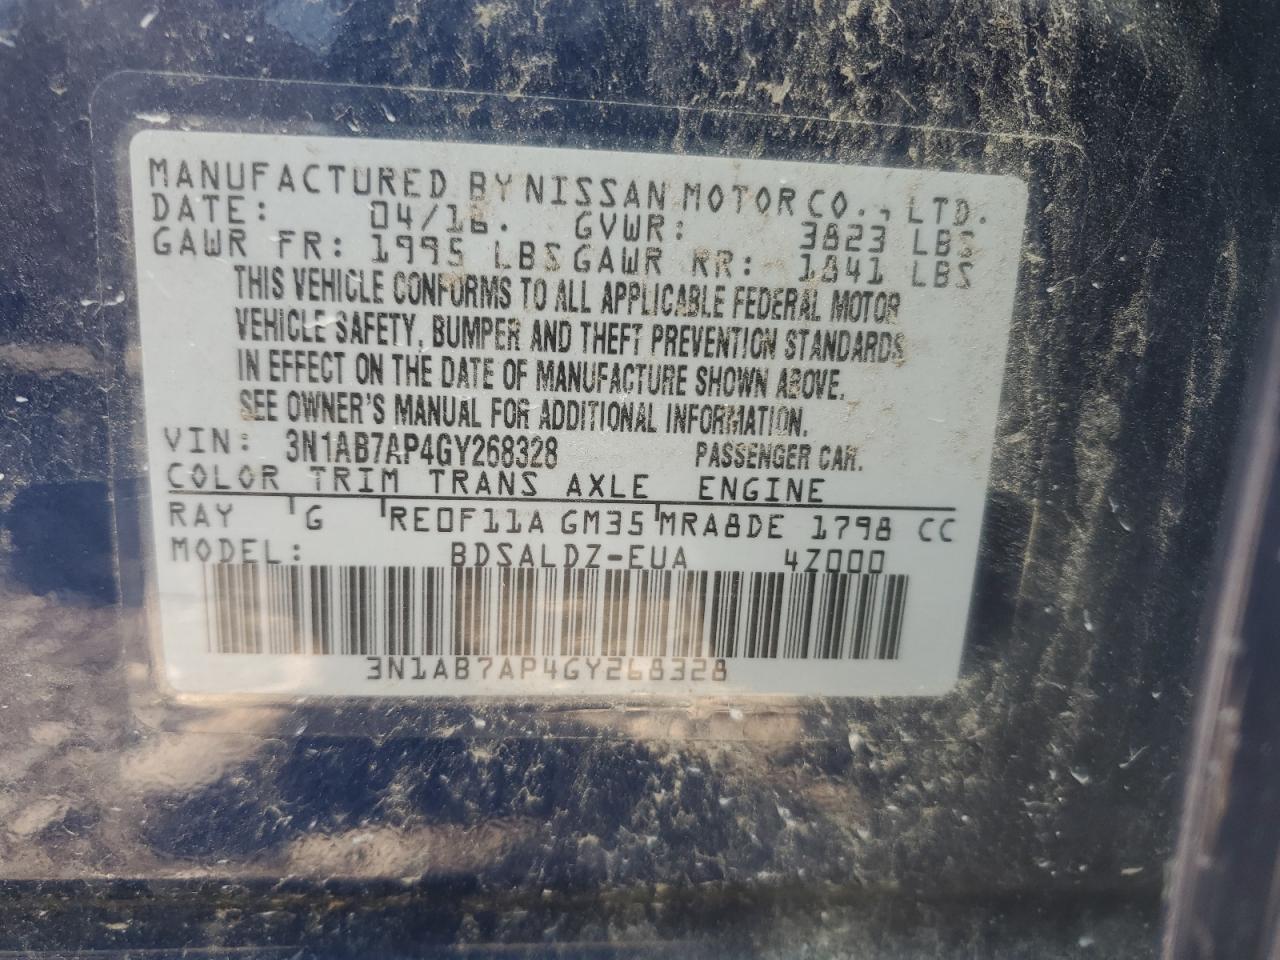 MANUFACTURED BY NISSAN MOTOR CO., LTD.
DATE: 04/16. GVWR: 3823 LBS
GAWR FR: 1995 LBS GAWR RR: 1841 LBS
THIS VEHICLE CONFORMS TO ALL APPLICABLE FEDERAL MOTOR
VEHICLE SAFETY, BUMPER AND THEFT PREVENTION STANDARDS
IN EFFECT ON THE DATE OF MANUFACTURE SHOWN ABOVE.
SEE OWNER'S MANUAL FOR ADDITIONAL INFORMATION.
VIN: 3N1AB7AP4GY268328 PASSENGER CAR.
COLOR TRIM TRANS AXLE ENGINE
RAY G RE0F11A GM35 MRA8DE 1798 CC
MODEL: BDSALDZ-EUA 4Z000
3N1AB7AP4GY268328